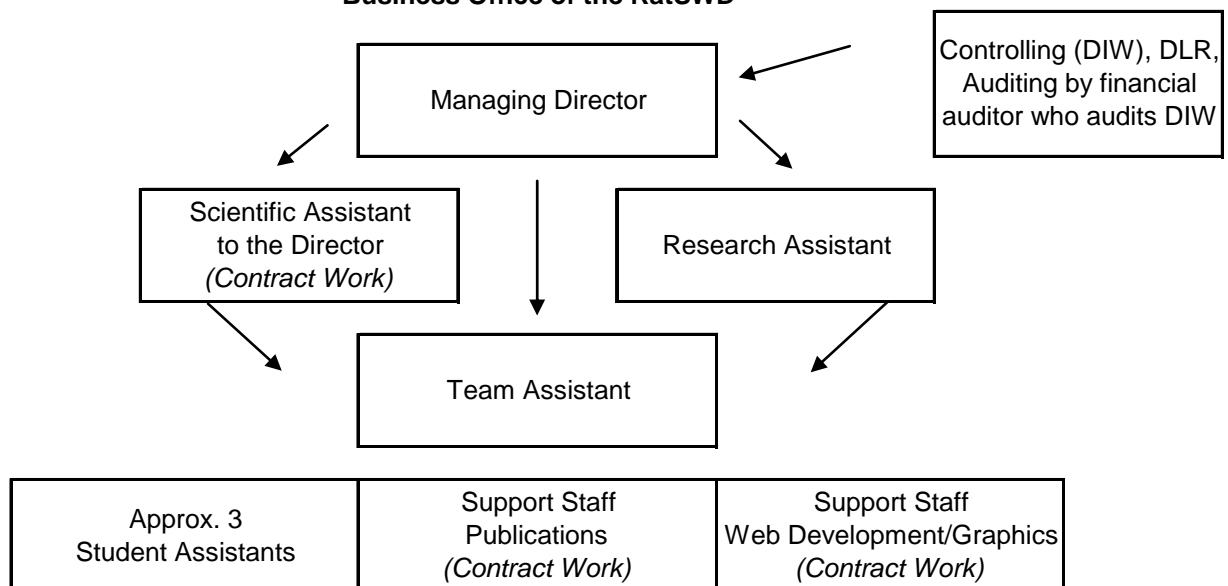 Business Office of the RatSWD
Controlling (DIW), DLR,
Auditing by financial
auditor who audits DIW
Managing Director
Scientific Assistant
to the Director
(Contract Work)
Research Assistant
Team Assistant
Approx. 3
Student Assistants
Support Staff
Publications
(Contract Work)
Support Staff
Web Development/Graphics
(Contract Work)